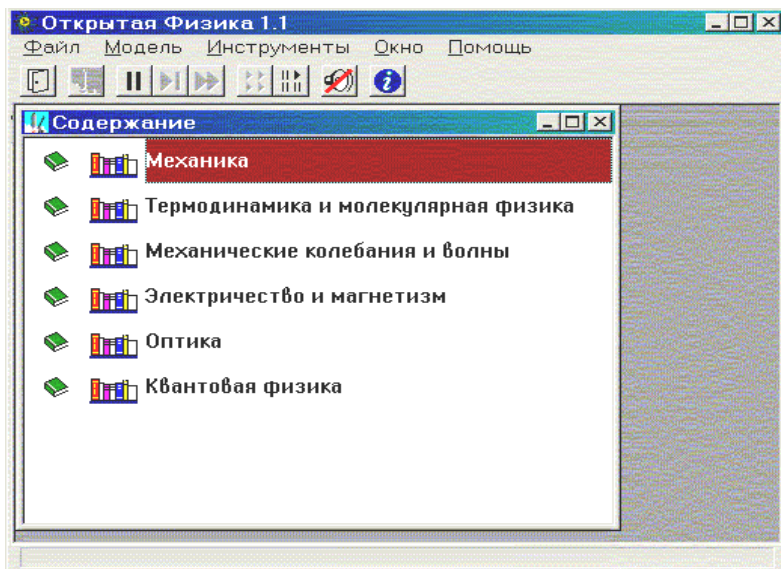 Открытая Физика 1.1
Файл Модель Инструменты Окно Помощь
Содержание
Механика
Термодинамика и молекулярная физика
Механические колебания и волны
Электричество и магнетизм
Оптика
Квантовая физика